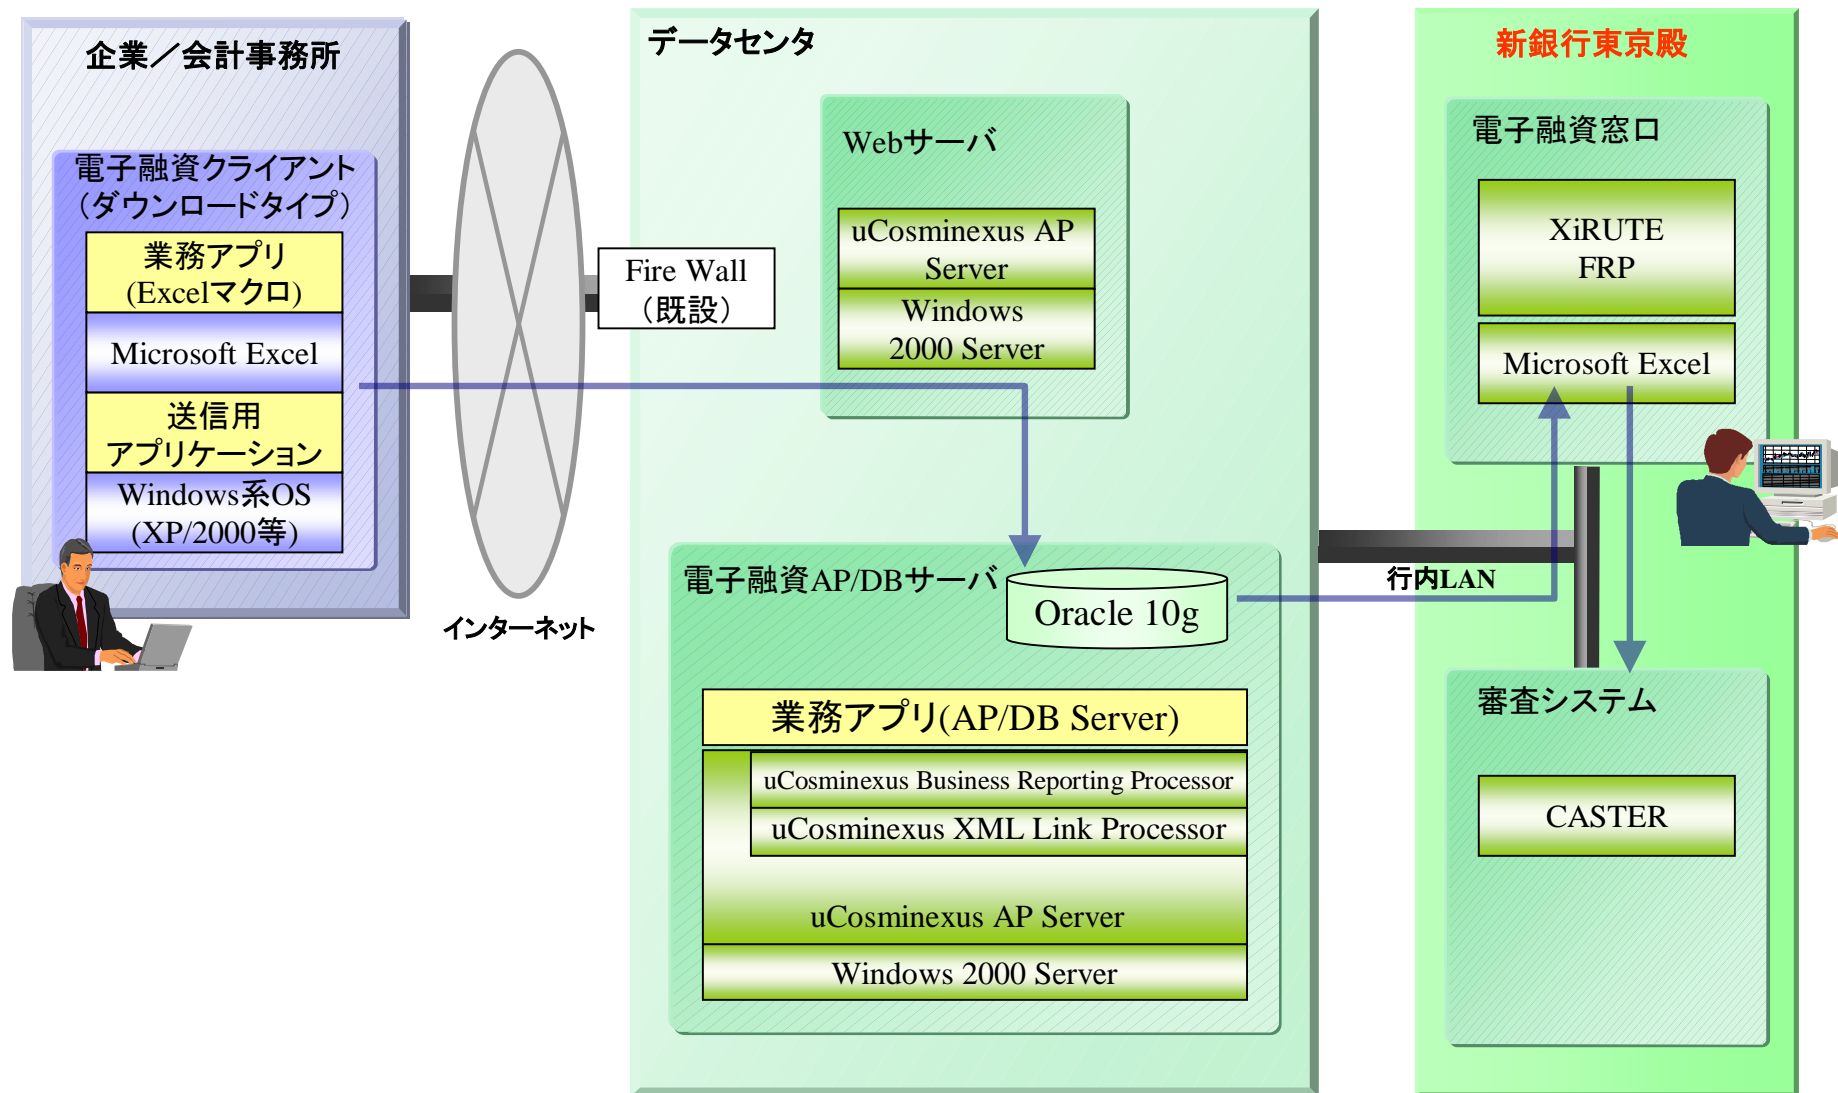 企業／会計事務所
電子融資クライアント
（ダウンロードタイプ）
業務アプリ
(Excelマクロ)
Microsoft Excel
送信用
アプリケーション
Windows系OS
(XP/2000等)
インターネット
Fire Wall
（既設）
データセンタ
Webサーバ
uCosminexus AP
Server
Windows
2000 Server
電子融資AP/DBサーバ
Oracle 10g
業務アプリ(AP/DB Server)
uCosminexus Business Reporting Processor
uCosminexus XML Link Processor
uCosminexus AP Server
Windows 2000 Server
行内LAN
新銀行東京殿
電子融資窓口
XiRUTE
FRP
Microsoft Excel
審査システム
CASTER